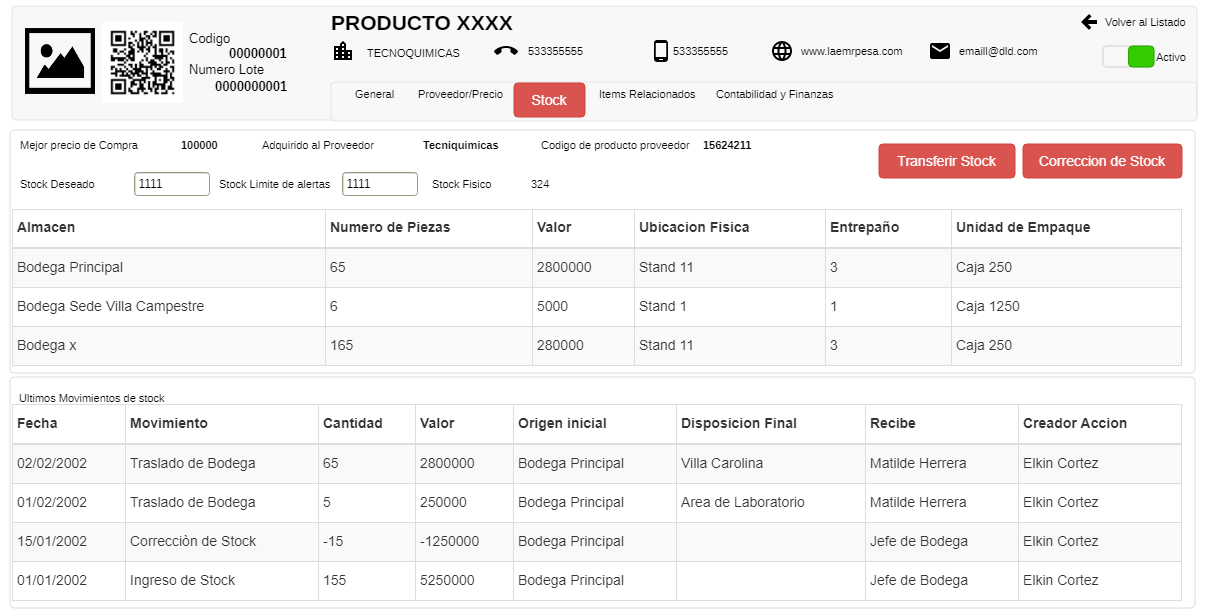 PRODUCTO XXXX
Volver al Listado
Codigo
00000001
Numero Lote
0000000001
TECNOQUIMICAS 533355555 533355555 www.laemrpesa.com emaill@dld.com
Activo
General Proveedor/Precio Stock Items Relacionados Contabilidad y Finanzas
Mejor precio de Compra 100000 Adquirido al Proveedor Tecniquimicas Codigo de producto proveedor 15624211
Transferir Stock Correccion de Stock
Stock Deseado 1111 Stock Limite de alertas 1111 Stock Fisico 324
Almacen Numero de Piezas Valor Ubicacion Fisica Entrepaño Unidad de Empaque
Bodega Principal 65 2800000 Stand 11 3 Caja 250
Bodega Sede Villa Campestre 6 5000 Stand 1 1 Caja 1250
Bodega x 165 280000 Stand 11 3 Caja 250
Ultimos Movimientos de stock
Fecha Movimiento Cantidad Valor Origen inicial Disposicion Final Recibe Creador Accion
02/02/2002 Traslado de Bodega 65 2800000 Bodega Principal Villa Carolina Matilde Herrera Elkin Cortez
01/02/2002 Traslado de Bodega 5 250000 Bodega Principal Area de Laboratorio Matilde Herrera Elkin Cortez
15/01/2002 Correcciòn de Stock -15 -1250000 Bodega Principal Jefe de Bodega Elkin Cortez
01/01/2002 Ingreso de Stock 155 5250000 Bodega Principal Jefe de Bodega Elkin Cortez